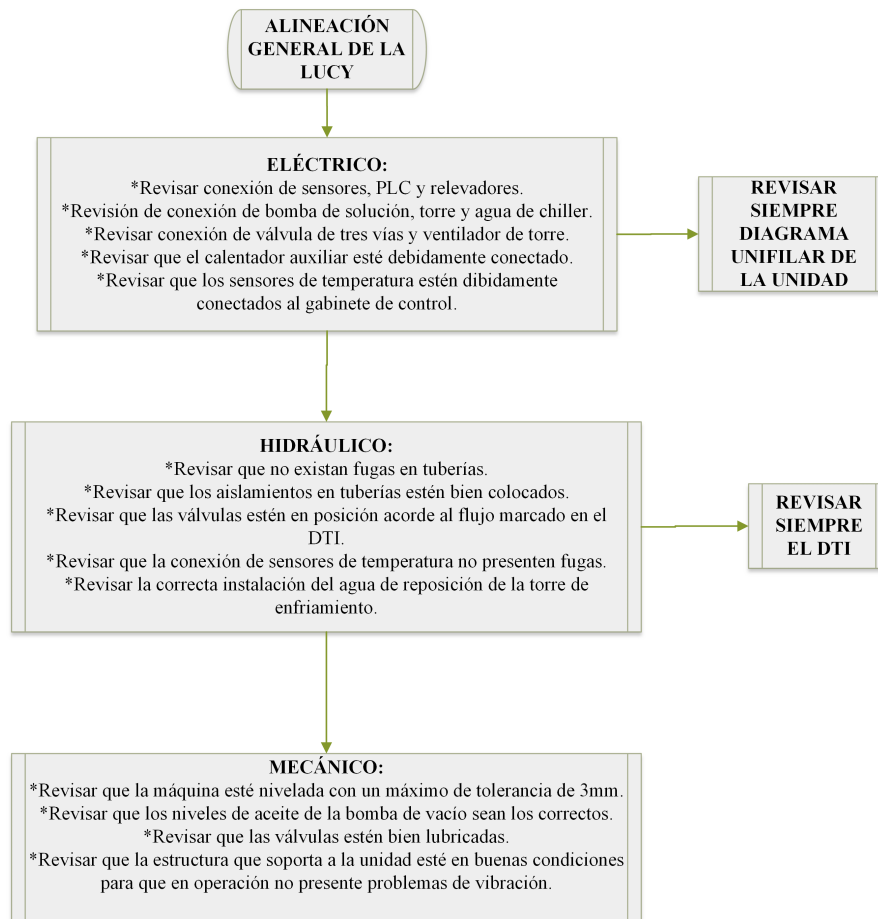 ALINEACIÓN
GENERAL DE LA
LUCY
ELÉCTRICO:
*Revisar conexión de sensores, PLC y relevadores.
*Revisión de conexión de bomba de solución, torre y agua de chiller.
*Revisar conexión de válvula de tres vías y ventilador de torre.
*Revisar que el calentador auxiliar esté debidamente conectado.
*Revisar que los sensores de temperatura estén dibidamente
conectados al gabinete de control.
REVISAR
SIEMPRE
DIAGRAMA
UNIFILAR DE
LA UNIDAD
HIDRÁULICO:
*Revisar que no existan fugas en tuberías.
*Revisar que los aislamientos en tuberías estén bien colocados.
*Revisar que las válvulas estén en posición acorde al flujo marcado en el
DTI.
*Revisar que la conexión de sensores de temperatura no presenten fugas.
*Revisar la correcta instalación del agua de reposición de la torre de
enfriamiento.
REVISAR
SIEMPRE
EL DTI
MECÁNICO:
*Revisar que la máquina esté nivelada con un máximo de tolerancia de 3mm.
*Revisar que los niveles de aceite de la bomba de vacío sean los correctos.
*Revisar que las válvulas estén bien lubricadas.
*Revisar que la estructura que soporta a la unidad esté en buenas condiciones
para que en operación no presente problemas de vibración.